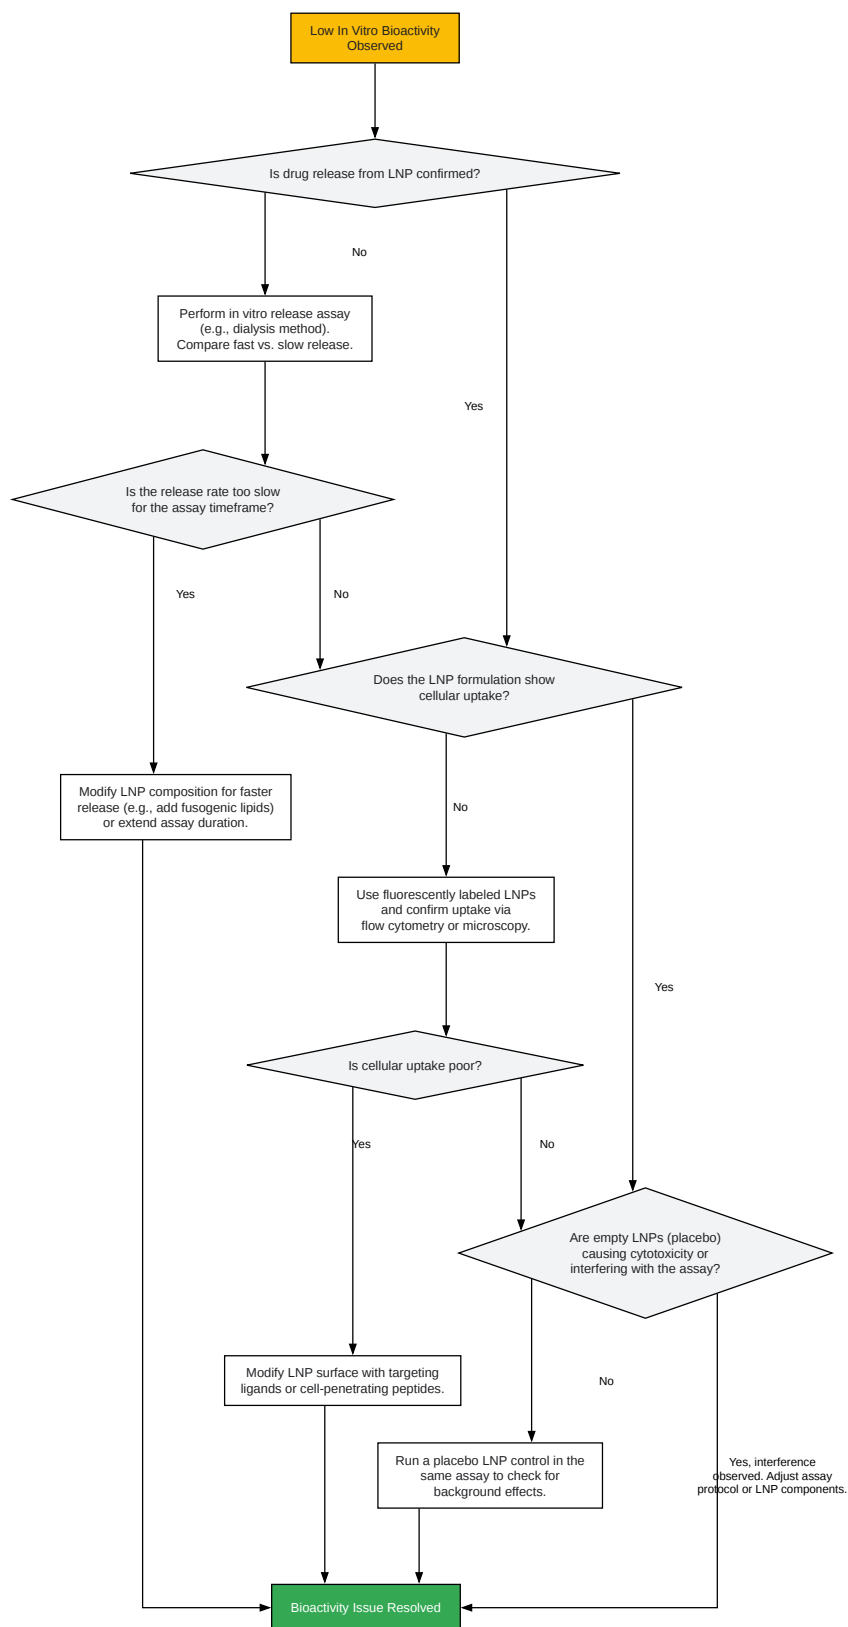 Low In Vitro Bioactivity
Observed
Is drug release from LNP confirmed?
No
Perform in vitro release assay
(e.g., dialysis method).
Compare fast vs. slow release.
Yes
Is the release rate too slow
for the assay timeframe?
Yes
No
Does the LNP formulation show
cellular uptake?
Modify LNP composition for faster
release (e.g., add fusogenic lipids)
or extend assay duration.
No
Use fluorescently labeled LNPs
and confirm uptake via
flow cytometry or microscopy.
Yes
Is cellular uptake poor?
Yes
No
Are empty LNPs (placebo)
causing cytotoxicity or
interfering with the assay?
Modify LNP surface with targeting
ligands or cell-penetrating peptides.
No
Run a placebo LNP control in the
same assay to check for
background effects.
Yes, interference
observed. Adjust assay
protocol or LNP components.
Bioactivity Issue Resolved